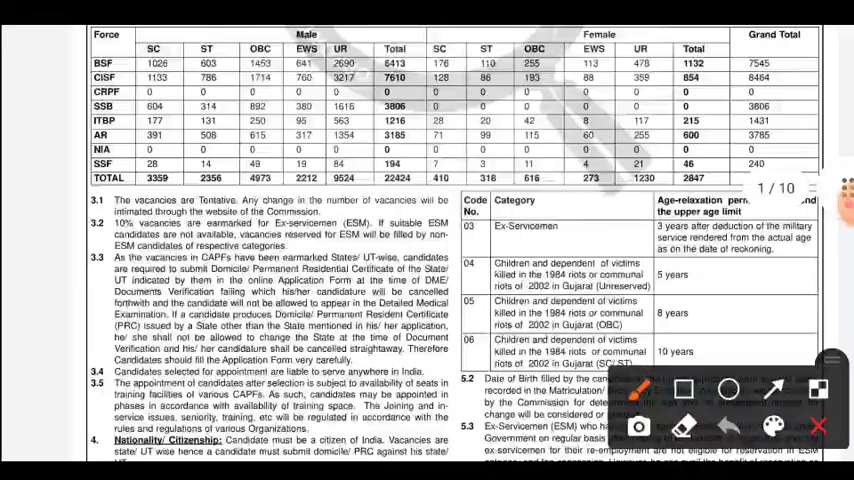 Force Male Female Grand Total
SC ST OBC EWS UR Total SC ST OBC EWS UR Total
BSF 1026 603 1453 641 2690 6413 176 110 255 113 478 1132 7545
CISF 1133 786 1714 760 3217 7610 128 86 193 88 359 854 8464
CRPF 0 0 0 0 0 0 0 0 0 0 0 0 0
SSB 604 314 892 380 1616 3806 0 0 0 0 0 0 3806
ITBP 177 131 250 95 563 1216 28 20 42 8 117 215 1431
AR 391 508 615 317 1354 3185 71 99 115 60 255 600 3785
NIA 0 0 0 0 0 0 0 0 0 0 0 0 0
SSF 28 14 49 19 84 194 7 3 11 4 21 46 240
TOTAL 3359 2356 4973 2212 9524 22424 410 318 616 273 1230 2847
1 / 10
3.1 The vacancies are Tentative. Any change in the number of vacancies will be
intimated through the website of the Commission.
3.2 10% vacancies are earmarked for Ex-servicemen (ESM). If suitable ESM
candidates are not available, vacancies reserved for ESM will be filled by non-
ESM candidates of respective categories.
3.3 As the vacancies in CAPFs have been earmarked States/ UT-wise, candidates
are required to submit Domicile/ Permanent Residential Certificate of the State/
UT indicated by them in the online Application Form at the time of DME/
Documents Verification failing which his/her candidature will be cancelled
forthwith and the candidate will not be allowed to appear in the Detailed Medical
Examination. If a candidate produces Domicile/ Permanent Resident Certificate
(PRC) issued by a State other than the State mentioned in his/ her application,
he/ she shall not be allowed to change the State at the time of Document
Verification and his/ her candidature shall be cancelled straightaway. Therefore
Candidates should fill the Application Form very carefully.
3.4 Candidates selected for appointment are liable to serve anywhere in India.
3.5 The appointment of candidates after selection is subject to availability of seats in
training facilities of various CAPFs. As such, candidates may be appointed in
phases in accordance with availability of training space. The Joining and in-
service issues, seniority, training, etc will be regulated in accordance with the
rules and regulations of various Organizations.
4. Nationality/ Citizenship: Candidate must be a citizen of India. Vacancies are
state/ UT wise hence a candidate must submit domicile/ PRC against his state/
Code No. Category Age-relaxation and
the upper age limit
03 Ex-Servicemen 3 years after deduction of the military
service rendered from the actual age
as on the date of reckoning.
04 Children and dependent of victims
killed in the 1984 riots or communal
riots of 2002 in Gujarat (Unreserved) 5 years
05 Children and dependent of victims
killed in the 1984 riots or communal
riots of 2002 in Gujarat (OBC) 8 years
06 Children and dependent of victims
killed in the 1984 riots or communal
riots of 2002 in Gujarat (SC/ ST) 10 years
5.2 Date of Birth filled by the
recorded in the Matriculation/
by the Commission for
change will be considered or
5.3 Ex-Servicemen (ESM) who
Government on regular basis
ex-servicemen for their re-employment are not eligible for reservation in ESM